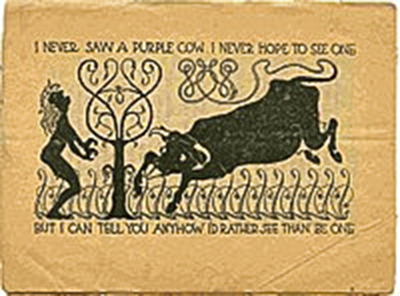 I NEVER SAW A PURPLE COW I NEVER HOPE TO SEE ONE
BUT I CAN TELL YOU ANYHOW I'D RATHER SEE THAN BE ONE